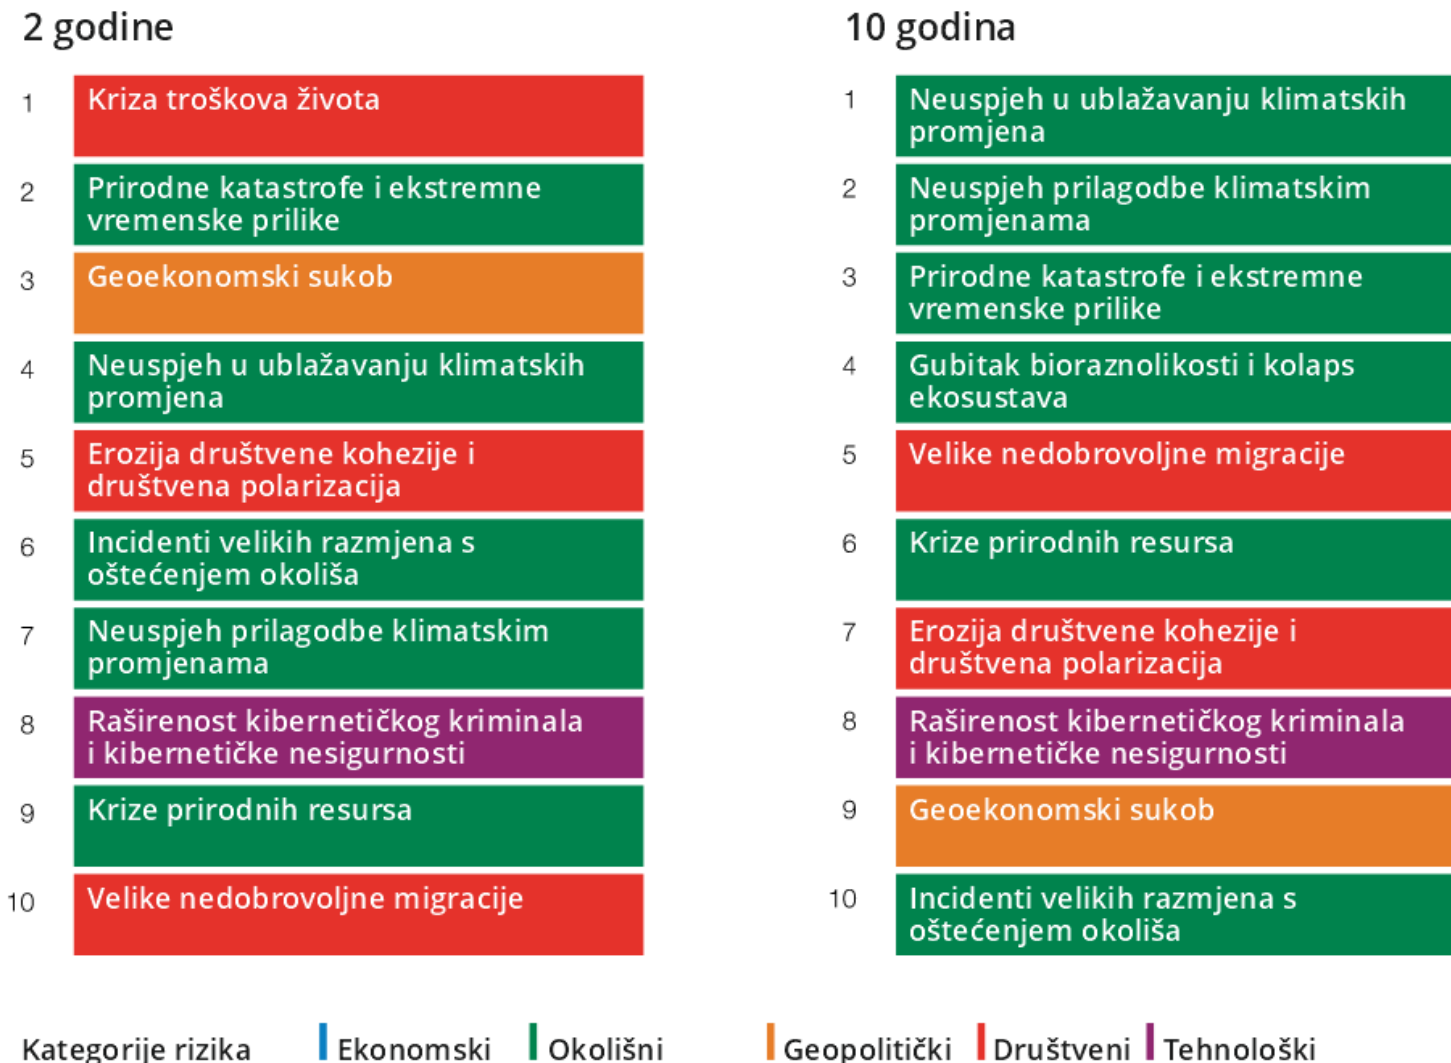 2 godine
1
Kriza troškova života
2
Prirodne katastrofe i ekstremne
vremenske prilike
3
Geoekonomski sukob
4
Neuspjeh u ublažavanju klimatskih
promjena
5
Erozija društvene kohezije i
društvena polarizacija
6
Incidenti velikih razmjena s
oštećenjem okoliša
7
Neuspjeh prilagodbe klimatskim
promjenama
8
Raširenost kibernetičkog kriminala
i kibernetičke nesigurnosti
9
Krize prirodnih resursa
10
Velike nedobrovoljne migracije
10 godina
1
Neuspjeh u ublažavanju klimatskih
promjena
2
Neuspjeh prilagodbe klimatskim
promjenama
3
Prirodne katastrofe i ekstremne
vremenske prilike
4
Gubitak bioraznolikosti i kolaps
ekosustava
5
Velike nedobrovoljne migracije
6
Krize prirodnih resursa
7
Erozija društvene kohezije i
društvena polarizacija
8
Raširenost kibernetičkog kriminala
i kibernetičke nesigurnosti
9
Geoekonomski sukob
10
Incidenti velikih razmjena s
oštećenjem okoliša
Kategorije rizika
Ekonomski
Okolišni
Geopolitički
Društveni
Tehnološki